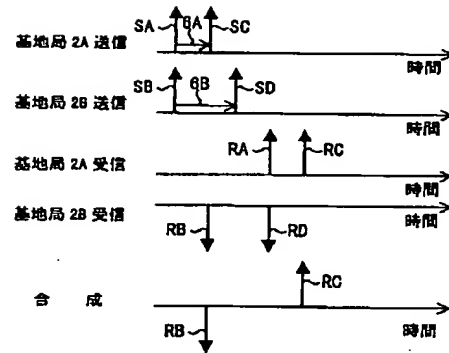 SA 6A SC
基地局 2A 送信
時間
SB 6B SD
基地局 2B 送信
時間
RA RC
基地局 2A 受信
時間
基地局 2B 受信
時間
RB RD
RC
合 成
時間
RB